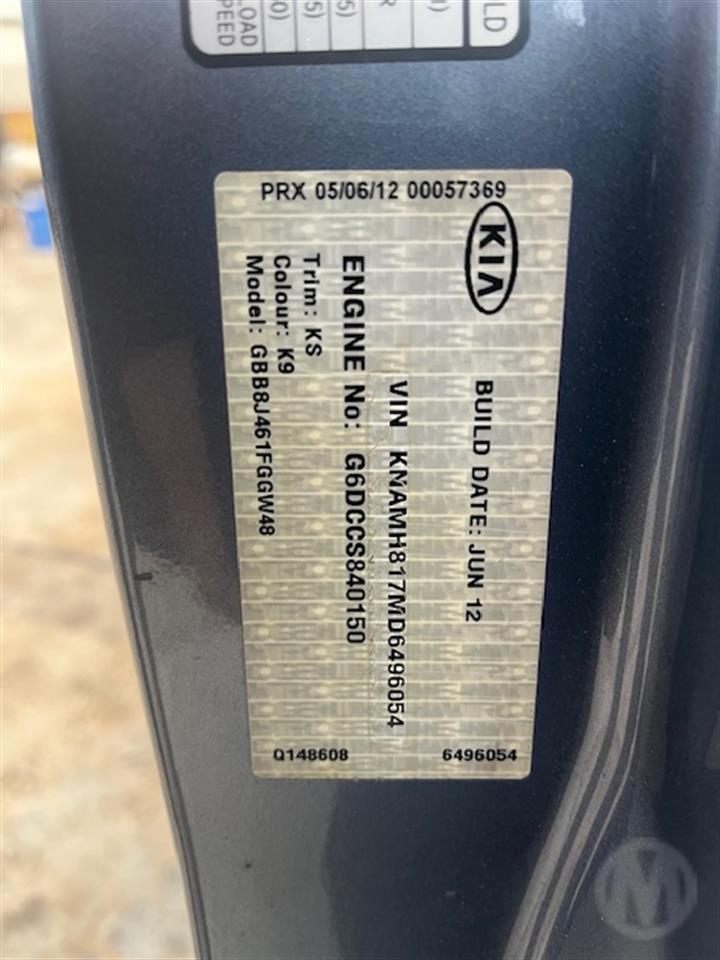 LOAD
PRX 05/06/12 00057369
KIA
BUILD DATE: JUN 12
VIN KNAMH817MD6496054
ENGINE No: G6DCCS840150
Trim: KS
Colour: K9
Model: GBB8J461FGGW48
Q148608 6496054
M